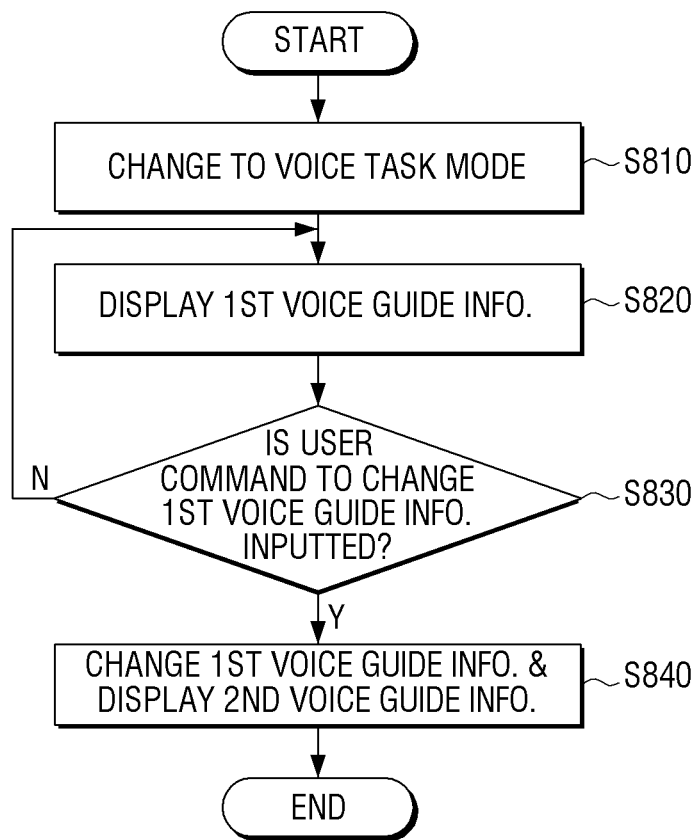 START
CHANGE TO VOICE TASK MODE
S810
DISPLAY 1ST VOICE GUIDE INFO.
S820
IS USER
COMMAND TO CHANGE
1ST VOICE GUIDE INFO.
INPUTTED?
S830
N
Y
CHANGE 1ST VOICE GUIDE INFO. &
DISPLAY 2ND VOICE GUIDE INFO.
S840
END